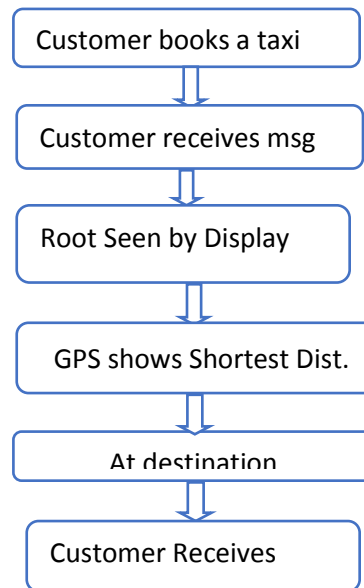 Customer books a taxi
Customer receives msg
Root Seen by Display
GPS shows Shortest Dist.
At destination
Customer Receives